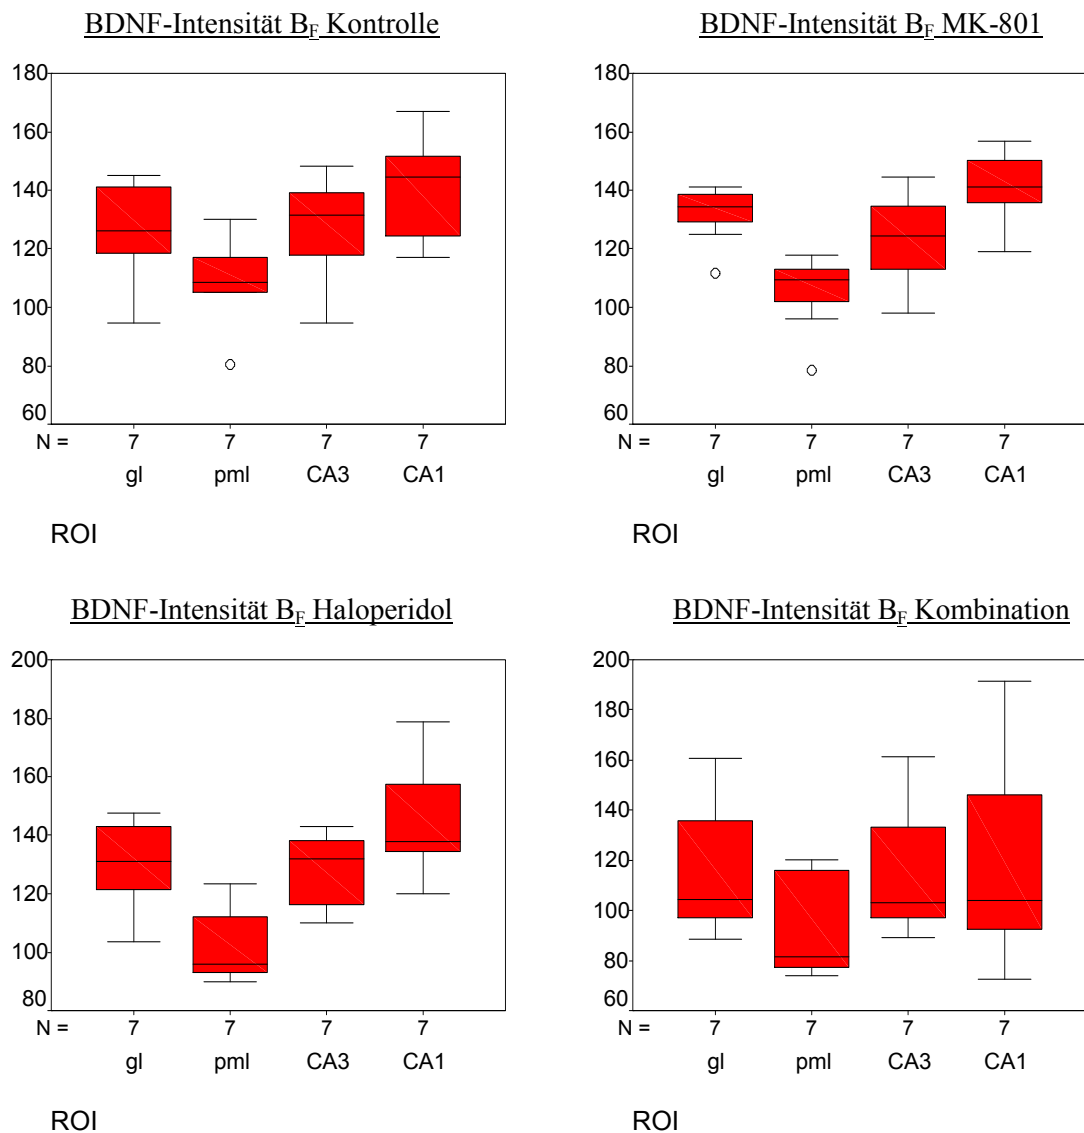 BDNF-Intensität B_F Kontrolle
180
160
140
120
100
80
60
N = 7 7 7 7
gl pml CA3 CA1
ROI
BDNF-Intensität B_F MK-801
180
160
140
120
100
80
60
N = 7 7 7 7
gl pml CA3 CA1
ROI
BDNF-Intensität B_F Haloperidol
200
180
160
140
120
100
80
N = 7 7 7 7
gl pml CA3 CA1
ROI
BDNF-Intensität B_F Kombination
200
180
160
140
120
100
80
60
N = 7 7 7 7
gl pml CA3 CA1
ROI